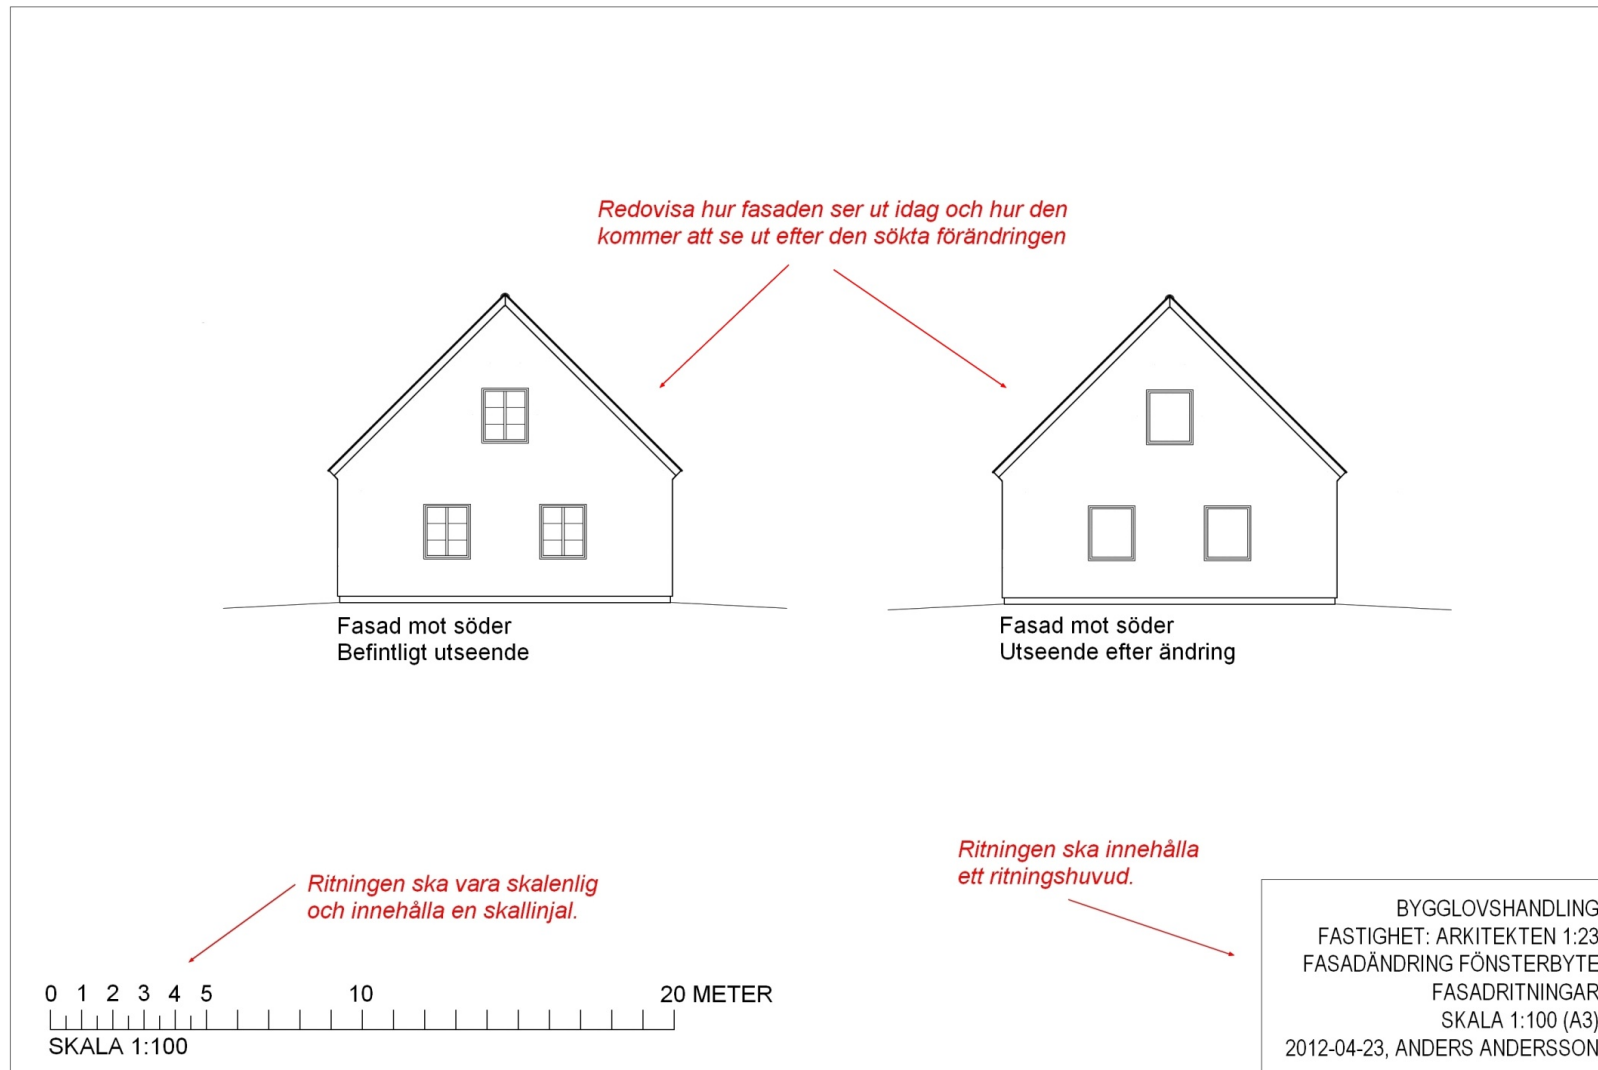 Redovisa hur fasaden ser ut idag och hur den
kommer att se ut efter den sökta förändringen
Fasad mot söder
Befintligt utseende
Fasad mot söder
Utseende efter ändring
Ritningen ska vara skalenlig
och innehålla en skallinjal.
Ritningen ska innehålla
ett ritningshuvud.
0 1 2 3 4 5 10 20 METER
SKALA 1:100
BYGGLOVSHANDLING
FASTIGHET: ARKITEKTEN 1:23
FASADÄNDRING FÖNSTERBYTE
FASADRITNINGAR
SKALA 1:100 (A3)
2012-04-23, ANDERS ANDERSSON